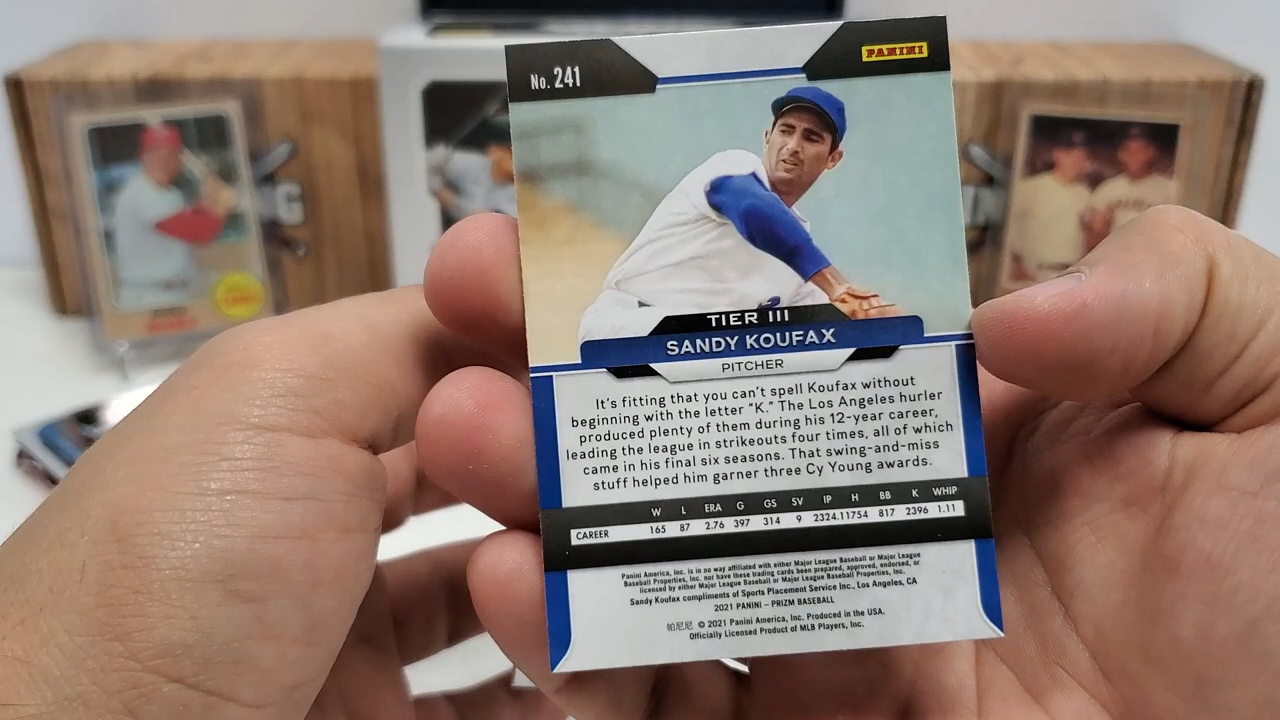 No. 241
PANINI
TIER III
SANDY KOUFAX
PITCHER
It's fitting that you can't spell Koufax without
beginning with the letter "K." The Los Angeles hurler
produced plenty of them during his 12-year career,
leading the league in strikeouts four times, all of which
came in his final six seasons. That swing-and-miss
stuff helped him garner three Cy Young awards.
W L ERA G GS SV IP H BB K WHIP
CAREER 165 87 2.76 397 314 9 2324.1 1754 817 2396 1.11
Panini America, Inc. is in no way affiliated with either Major League Baseball or Major League
Baseball Properties, Inc. nor have these trading cards been prepared, approved, endorsed, or
licensed by either Major League Baseball or Major League Baseball Properties, Inc.
Sandy Koufax compliments of Sports Placement Service Inc., Los Angeles, CA
2021 PANINI – PRIZM BASEBALL
帕尼尼 © 2021 Panini America, Inc. Produced in the USA.
Officially Licensed Product of MLB Players, Inc.